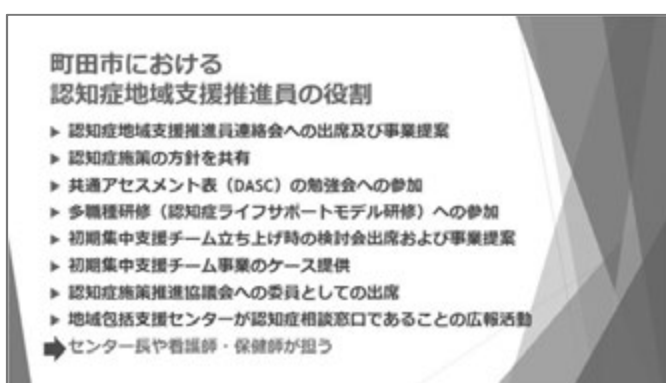 町田市における
認知症地域支援推進員の役割
▶ 認知症地域支援推進員連絡会への出席及び事業提案
▶ 認知症施策の方針を共有
▶ 共通アセスメント表（DASC）の勉強会への参加
▶ 多職種研修（認知症ライフサポートモデル研修）への参加
▶ 初期集中支援チーム立ち上げ時の検討会出席および事業提案
▶ 初期集中支援チーム事業のケース提供
▶ 認知症施策推進協議会への委員としての出席
▶ 地域包括支援センターが認知症相談窓口であることの広報活動
➡センター長や看護師・保健師が担う